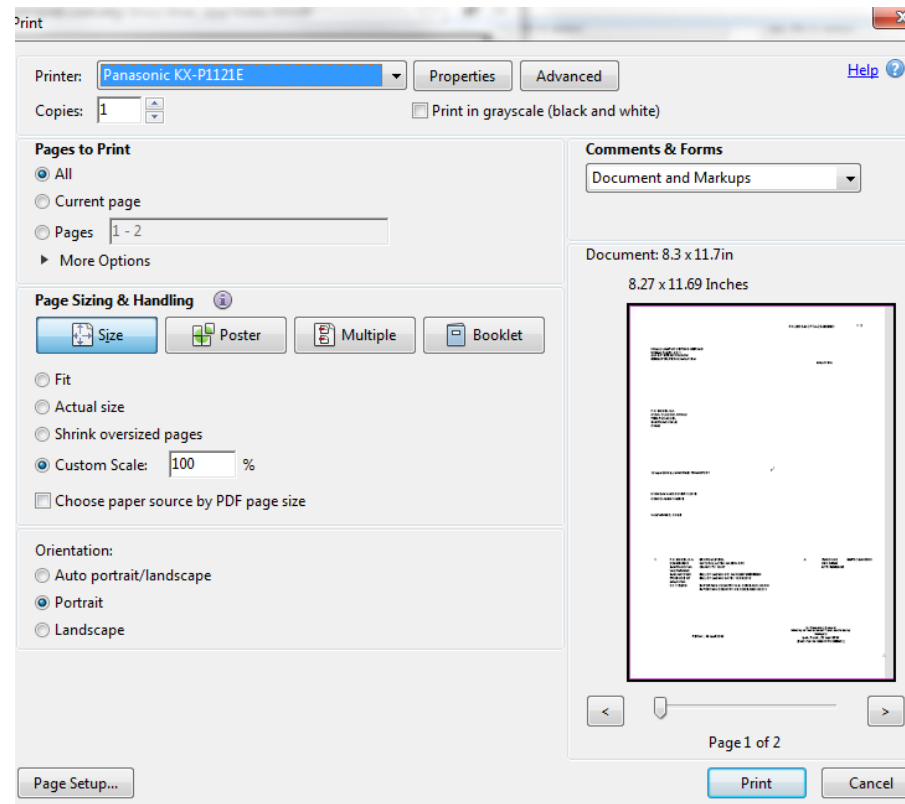 Print
Printer: Panasonic KX-P1121E Properties Advanced Help
Copies: 1 Print in grayscale (black and white)
Pages to Print
All
Current page
Pages 1 - 2
More Options
Comments & Forms
Document and Markups
Page Sizing & Handling
Size Poster Multiple Booklet
Fit
Actual size
Shrink oversized pages
Custom Scale: 100 %
Choose paper source by PDF page size
Orientation:
Auto portrait/landscape
Portrait
Landscape
Document: 8.3 x 11.7in
8.27 x 11.69 Inches
< >
Page 1 of 2
Page Setup... Print Cancel